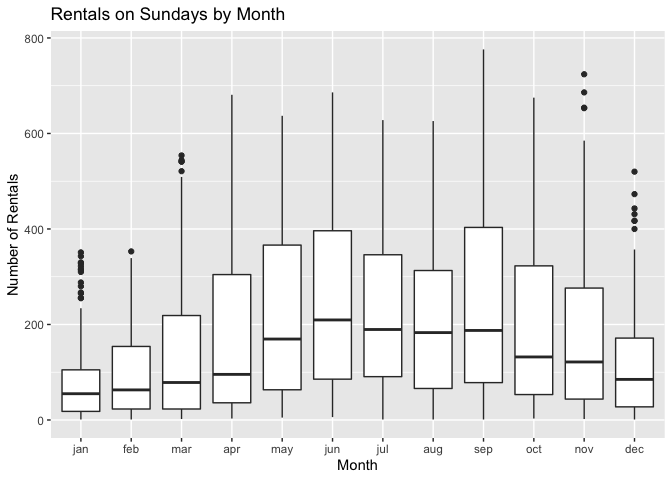 Rentals on Sundays by Month
Number of Rentals
800
600
400
200
0
jan feb mar apr may jun jul aug sep oct nov dec
Month